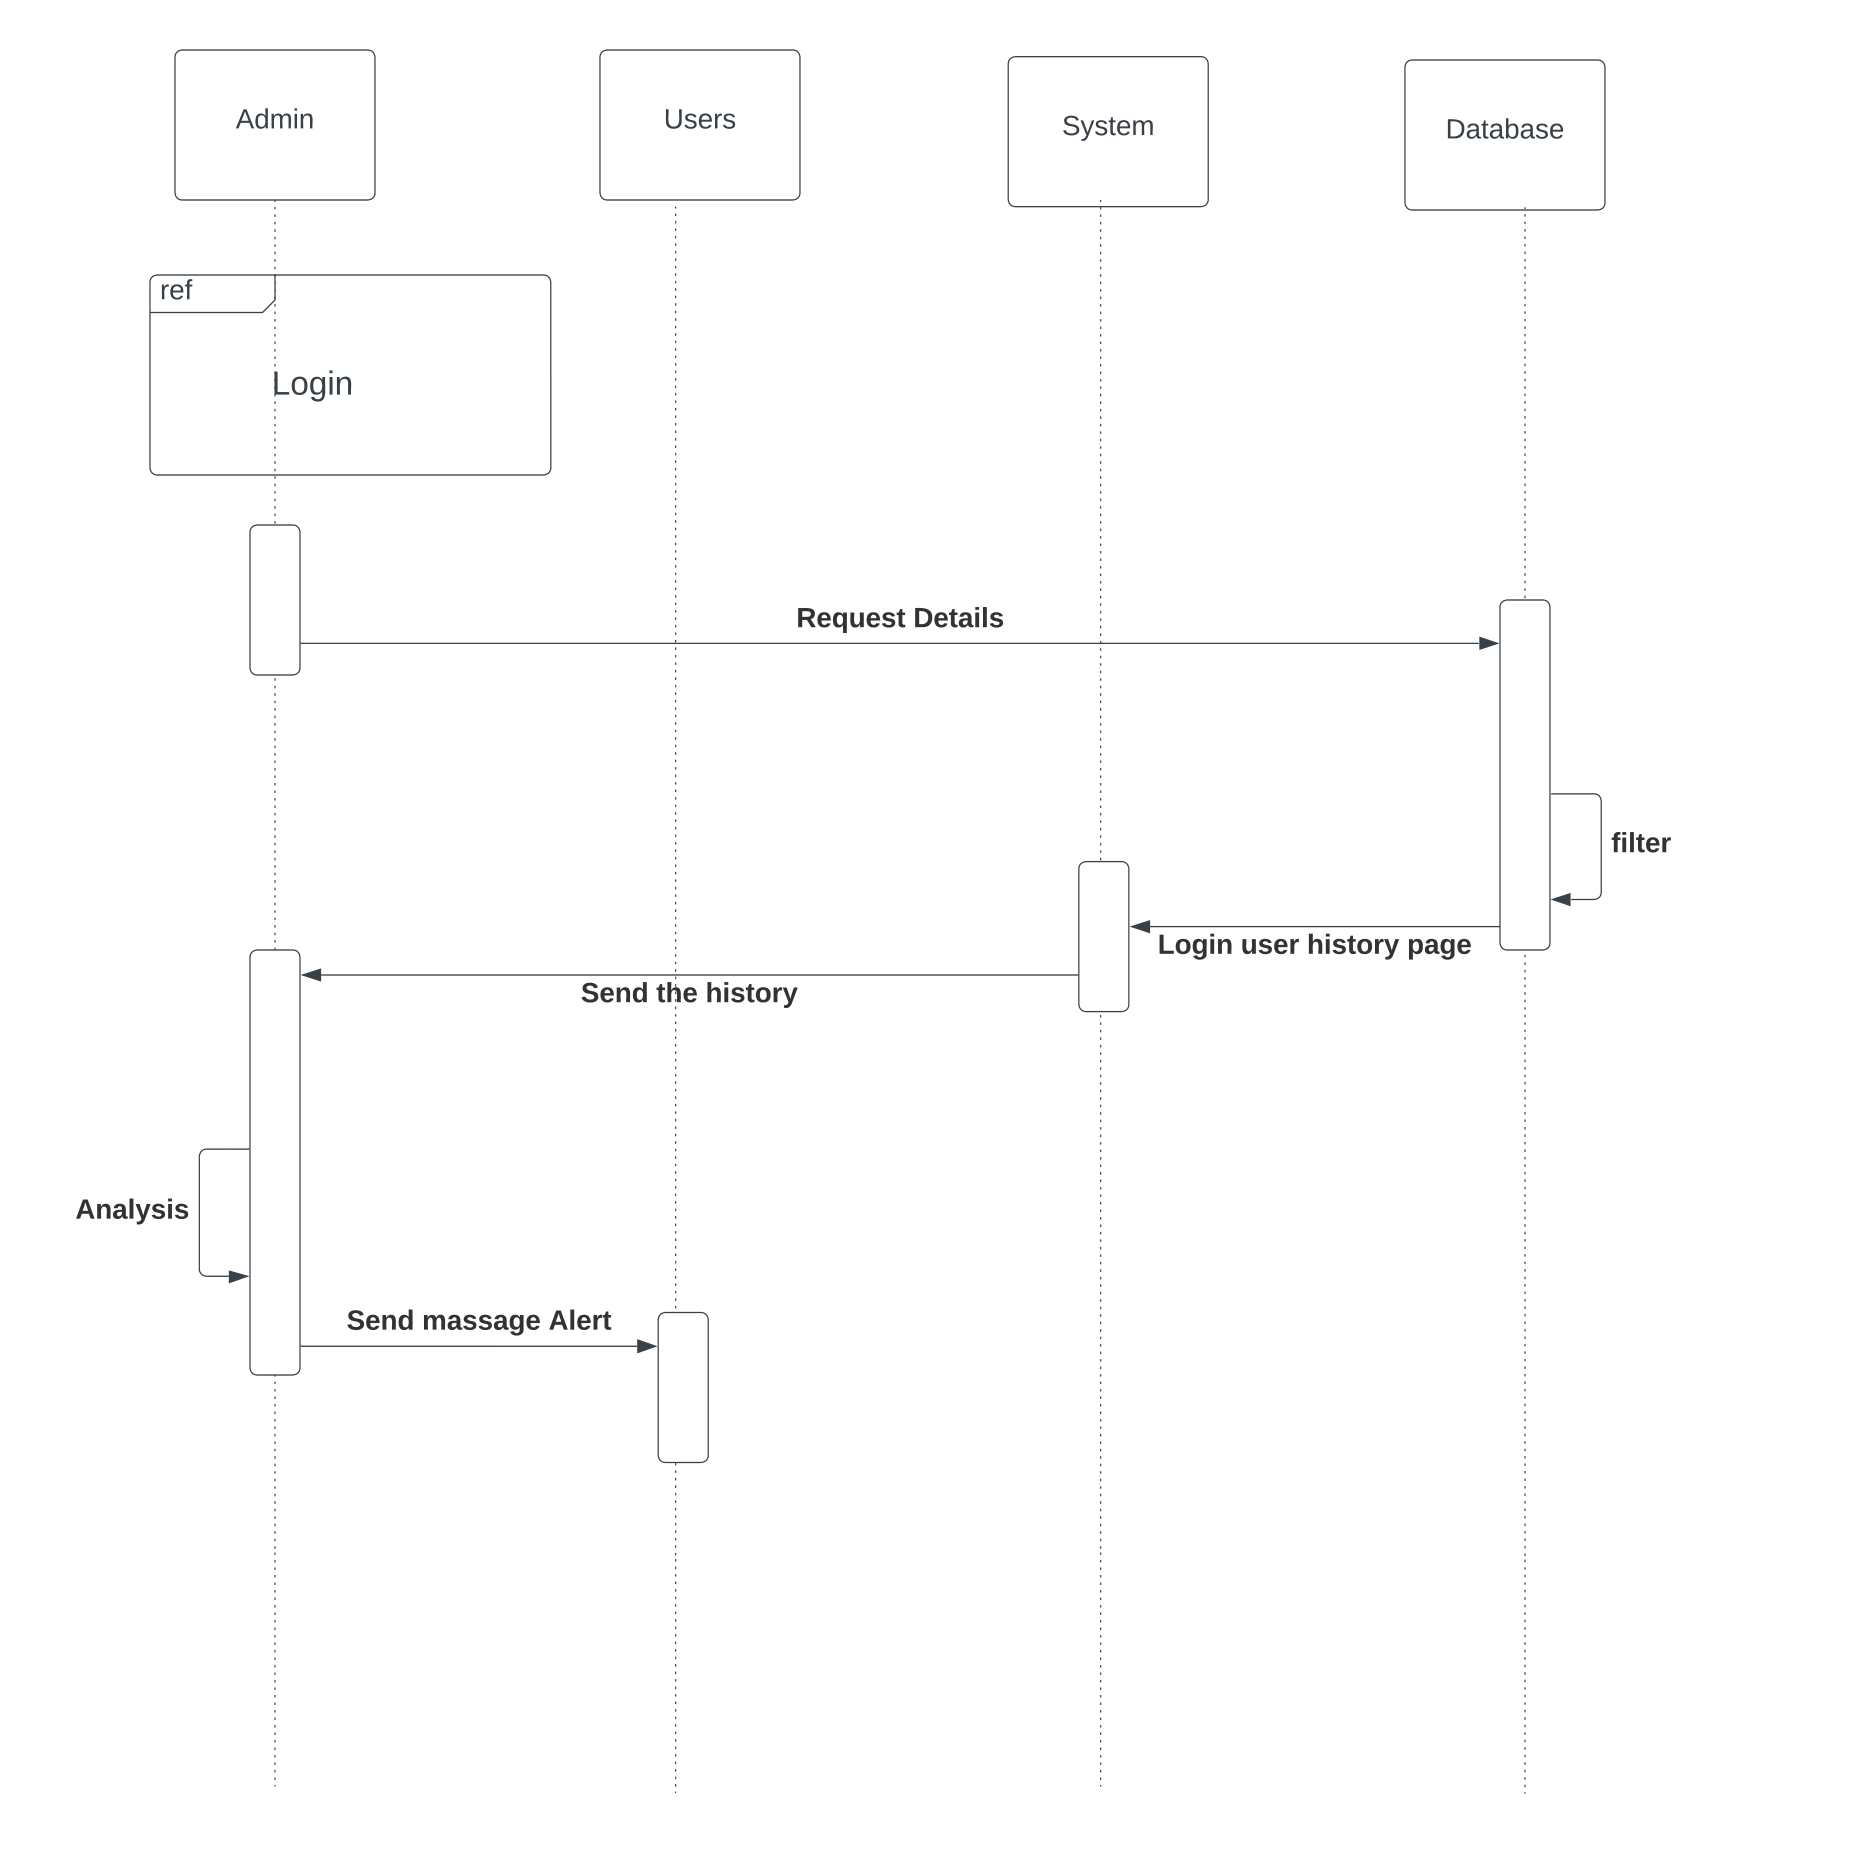 Admin
Users
System
Database
ref
Login
Request Details
filter
Login user history page
Send the history
Analysis
Send massage Alert